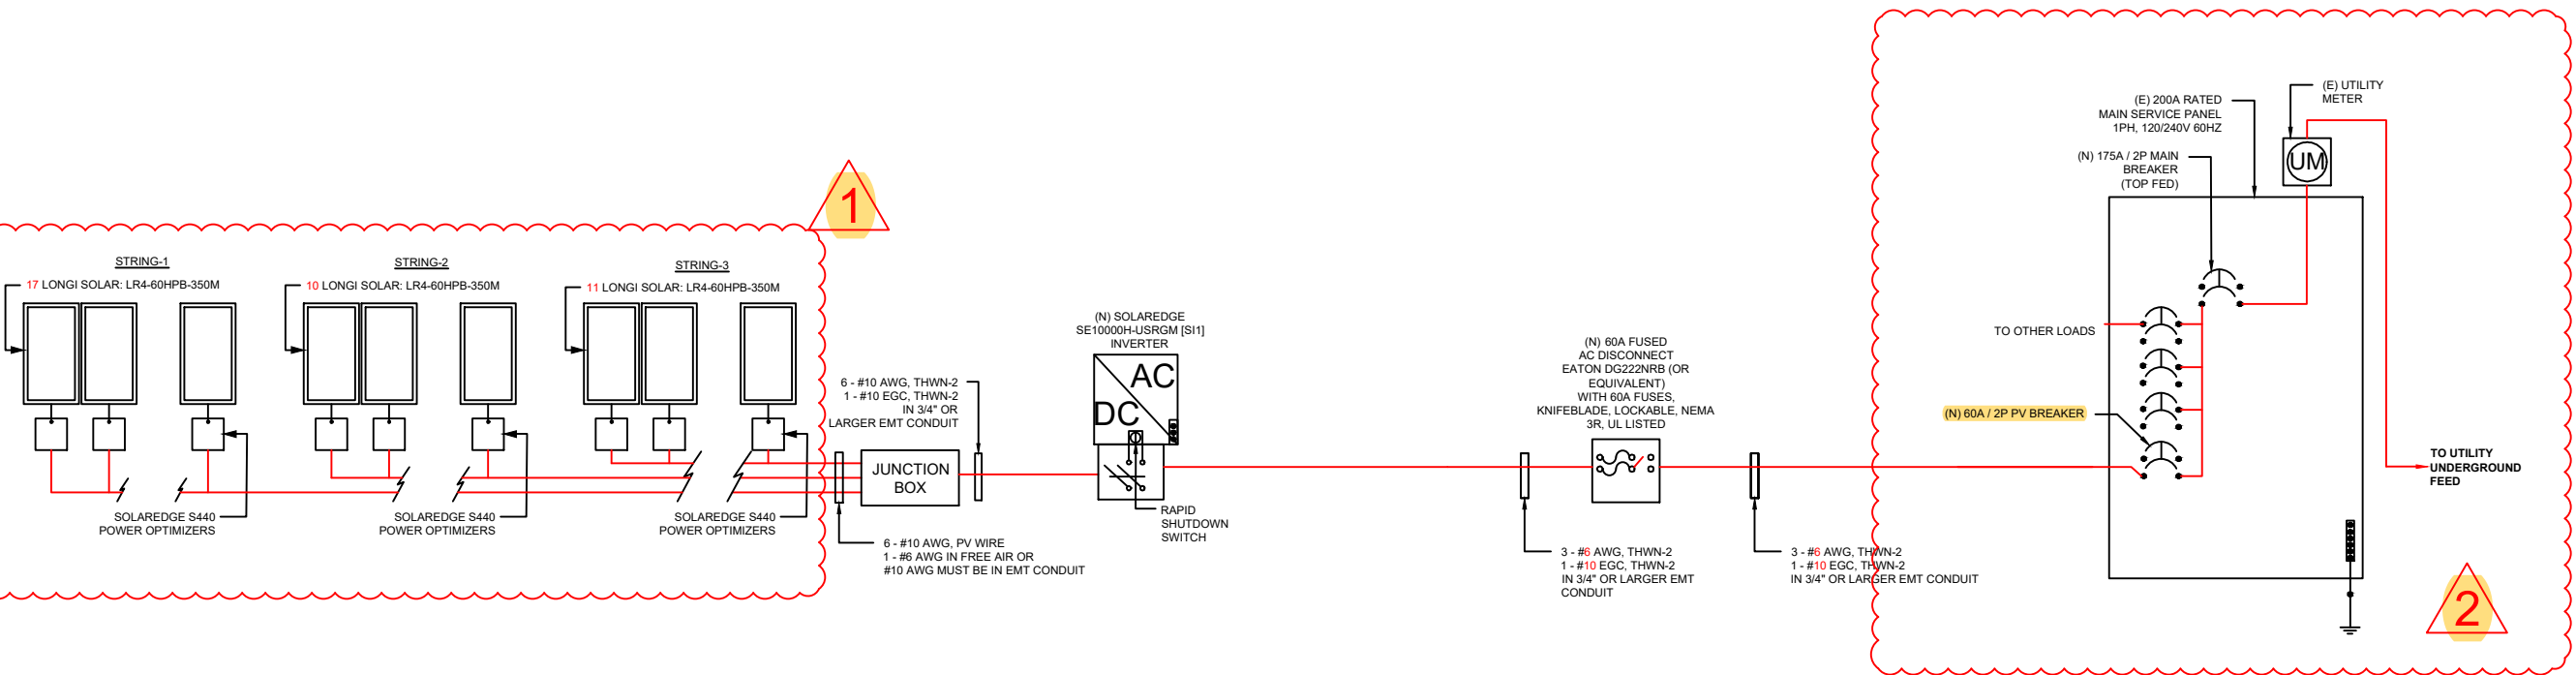 STRING-1
17 LONGI SOLAR: LR4-60HPB-350M
SOLAREDGE S440
POWER OPTIMIZERS
STRING-2
10 LONGI SOLAR: LR4-60HPB-350M
SOLAREDGE S440
POWER OPTIMIZERS
STRING-3
11 LONGI SOLAR: LR4-60HPB-350M
SOLAREDGE S440
POWER OPTIMIZERS
1
6 - #10 AWG, THWN-2
1 - #10 EGC, THWN-2
IN 3/4" OR
LARGER EMT CONDUIT
JUNCTION
BOX
6 - #10 AWG, PV WIRE
1 - #6 AWG IN FREE AIR OR
#10 AWG MUST BE IN EMT CONDUIT
(N) SOLAREDGE
SE10000H-USRGM [SI1]
INVERTER
AC
DC
RAPID
SHUTDOWN
SWITCH
(N) 60A FUSED
AC DISCONNECT
EATON DG222NRB (OR
EQUIVALENT)
WITH 60A FUSES,
KNIFEBLADE, LOCKABLE, NEMA
3R, UL LISTED
3 - #6 AWG, THWN-2
1 - #10 EGC, THWN-2
IN 3/4" OR LARGER EMT
CONDUIT
3 - #6 AWG, THWN-2
1 - #10 EGC, THWN-2
IN 3/4" OR LARGER EMT CONDUIT
(E) UTILITY
METER
(E) 200A RATED
MAIN SERVICE PANEL
1PH, 120/240V 60HZ
UM
(N) 175A / 2P MAIN
BREAKER
(TOP FED)
TO OTHER LOADS
(N) 60A / 2P PV BREAKER
TO UTILITY
UNDERGROUND
FEED
2